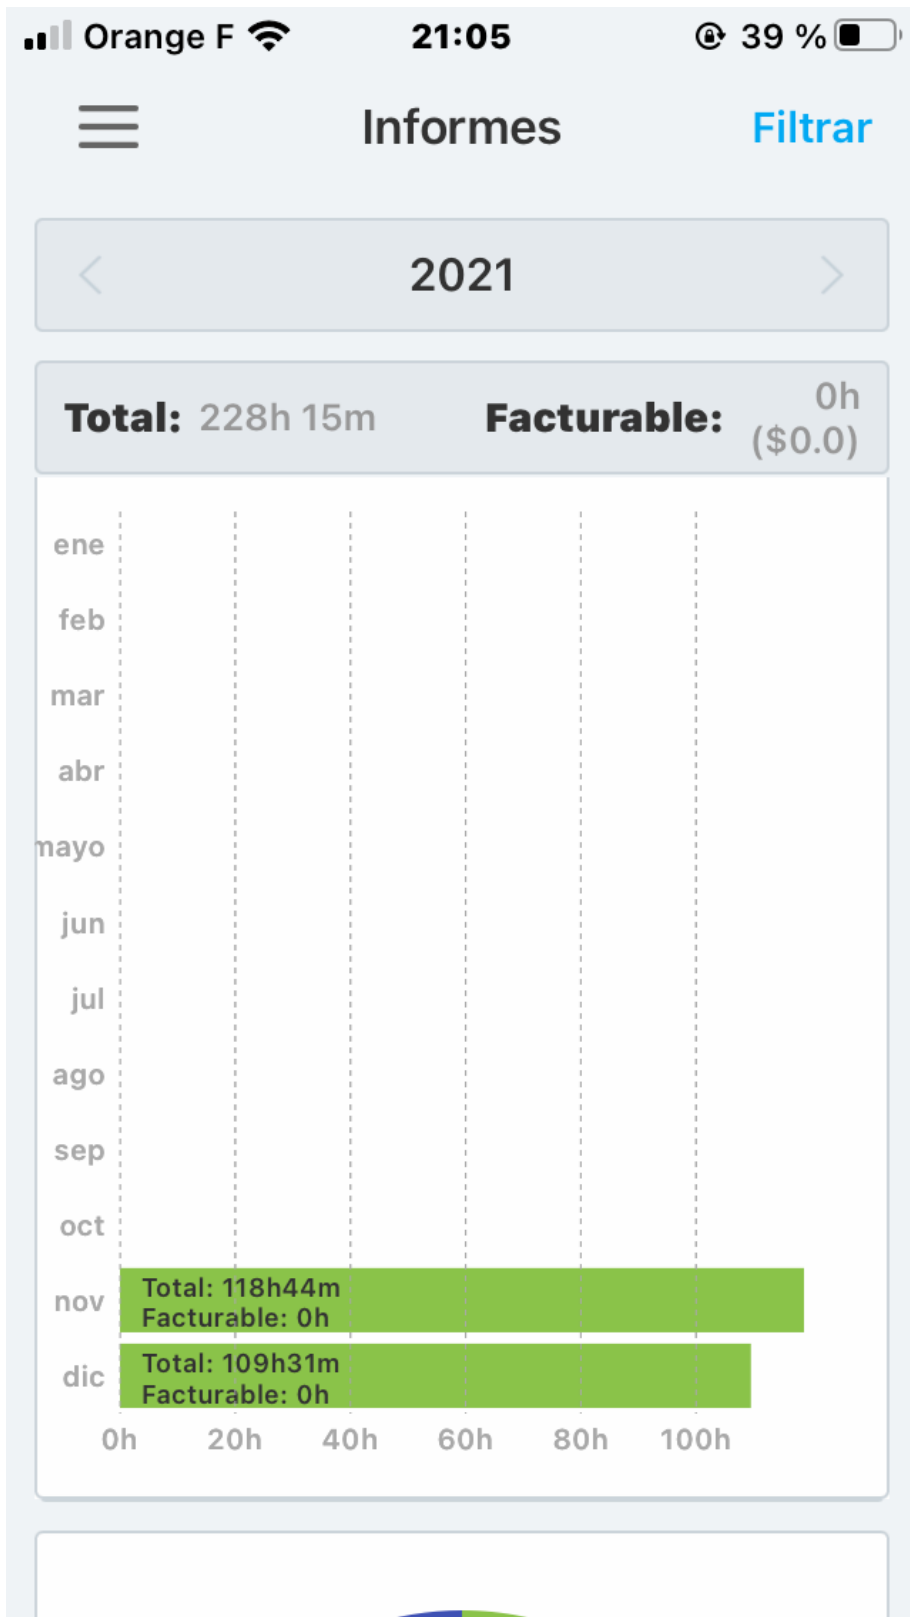 Orange F 21:05 39 %
Informes Filtrar
2021
Total: 228h 15m Facturable: 0h
($0.0)
ene
feb
mar
abr
mayo
jun
jul
ago
sep
oct
nov Total: 118h44m
Facturable: 0h
dic Total: 109h31m
Facturable: 0h
0h 20h 40h 60h 80h 100h